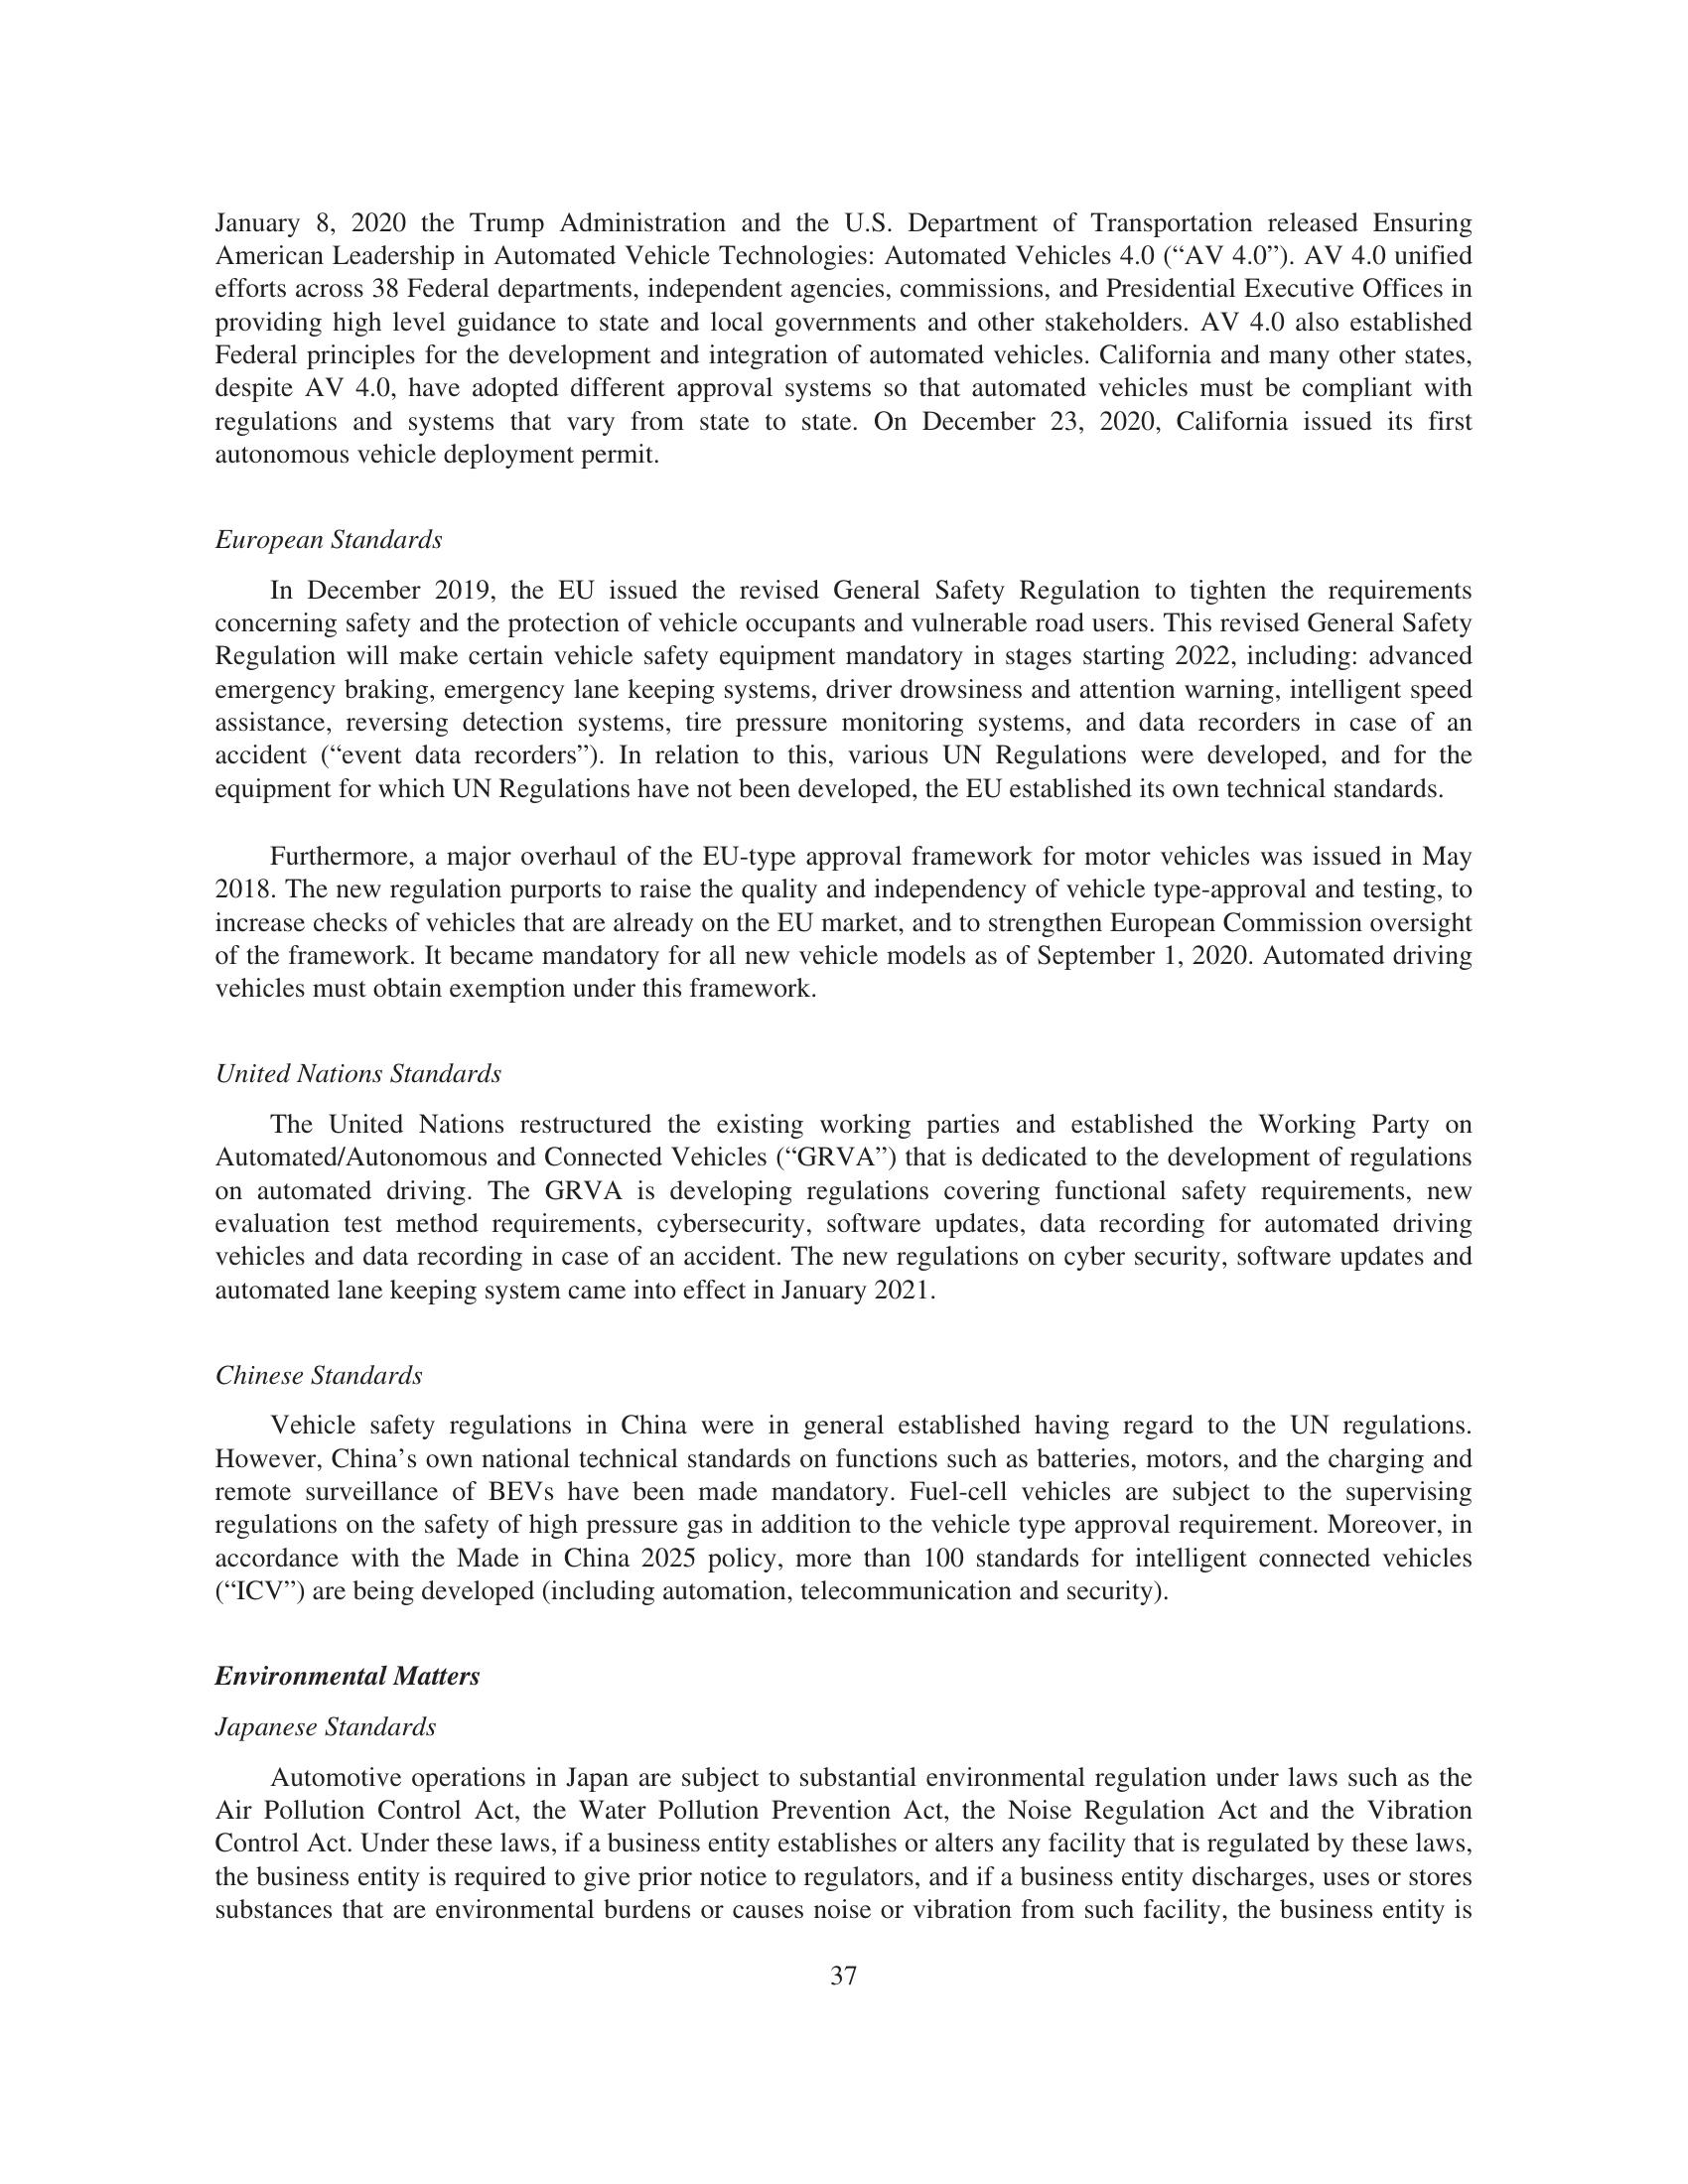 January 8, 2020 the Trump Administration and the U.S. Department of Transportation released Ensuring
American Leadership in Automated Vehicle Technologies: Automated Vehicles 4.0 (“AV 4.0”). AV 4.0 unified
efforts across 38 Federal departments, independent agencies, commissions, and Presidential Executive Offices in
providing high level guidance to state and local governments and other stakeholders. AV 4.0 also established
Federal principles for the development and integration of automated vehicles. California and many other states,
despite AV 4.0, have adopted different approval systems so that automated vehicles must be compliant with
regulations and systems that vary from state to state. On December 23, 2020, California issued its first
autonomous vehicle deployment permit.
European Standards
In December 2019, the EU issued the revised General Safety Regulation to tighten the requirements
concerning safety and the protection of vehicle occupants and vulnerable road users. This revised General Safety
Regulation will make certain vehicle safety equipment mandatory in stages starting 2022, including: advanced
emergency braking, emergency lane keeping systems, driver drowsiness and attention warning, intelligent speed
assistance, reversing detection systems, tire pressure monitoring systems, and data recorders in case of an
accident (“event data recorders”). In relation to this, various UN Regulations were developed, and for the
equipment for which UN Regulations have not been developed, the EU established its own technical standards.
Furthermore, a major overhaul of the EU-type approval framework for motor vehicles was issued in May
2018. The new regulation purports to raise the quality and independency of vehicle type-approval and testing, to
increase checks of vehicles that are already on the EU market, and to strengthen European Commission oversight
of the framework. It became mandatory for all new vehicle models as of September 1, 2020. Automated driving
vehicles must obtain exemption under this framework.
United Nations Standards
The United Nations restructured the existing working parties and established the Working Party on
Automated/Autonomous and Connected Vehicles (“GRVA”) that is dedicated to the development of regulations
on automated driving. The GRVA is developing regulations covering functional safety requirements, new
evaluation test method requirements, cybersecurity, software updates, data recording for automated driving
vehicles and data recording in case of an accident. The new regulations on cyber security, software updates and
automated lane keeping system came into effect in January 2021.
Chinese Standards
Vehicle safety regulations in China were in general established having regard to the UN regulations.
However, China’s own national technical standards on functions such as batteries, motors, and the charging and
remote surveillance of BEVs have been made mandatory. Fuel-cell vehicles are subject to the supervising
regulations on the safety of high pressure gas in addition to the vehicle type approval requirement. Moreover, in
accordance with the Made in China 2025 policy, more than 100 standards for intelligent connected vehicles
(“ICV”) are being developed (including automation, telecommunication and security).
Environmental Matters
Japanese Standards
Automotive operations in Japan are subject to substantial environmental regulation under laws such as the
Air Pollution Control Act, the Water Pollution Prevention Act, the Noise Regulation Act and the Vibration
Control Act. Under these laws, if a business entity establishes or alters any facility that is regulated by these laws,
the business entity is required to give prior notice to regulators, and if a business entity discharges, uses or stores
substances that are environmental burdens or causes noise or vibration from such facility, the business entity is
37